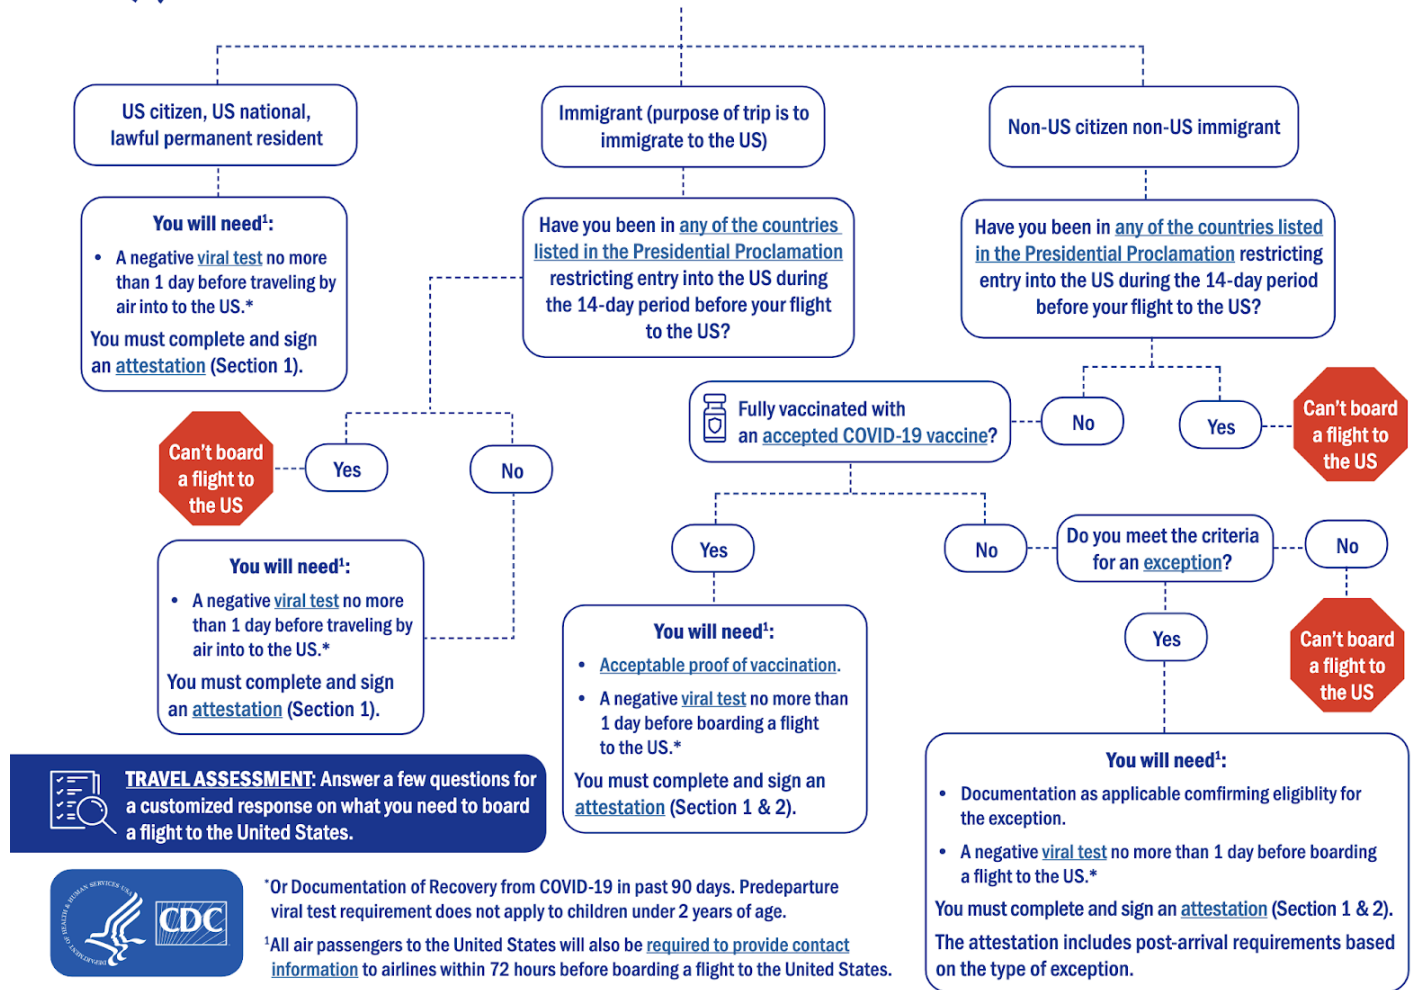 US citizen, US national,
lawful permanent resident
Immigrant (purpose of trip is to
immigrate to the US)
Non-US citizen non-US immigrant
You will need¹:
• A negative viral test no more
than 1 day before traveling by
air into to the US.*
You must complete and sign
an attestation (Section 1).
Have you been in any of the countries
listed in the Presidential Proclamation
restricting entry into the US during
the 14-day period before your flight
to the US?
Have you been in any of the countries listed
in the Presidential Proclamation restricting
entry into the US during the 14-day period
before your flight to the US?
Can't board
a flight to
the US
Yes
No
Fully vaccinated with
an accepted COVID-19 vaccine?
No
Yes
Can't board
a flight to
the US
You will need¹:
• A negative viral test no more
than 1 day before traveling by
air into to the US.*
You must complete and sign
an attestation (Section 1).
Yes
No
Do you meet the criteria
for an exception?
No
Yes
Can't board
a flight to
the US
You will need¹:
• Acceptable proof of vaccination.
• A negative viral test no more than
1 day before boarding a flight
to the US.*
You must complete and sign an
attestation (Section 1 & 2).
You will need¹:
• Documentation as applicable comfirming eligiblity for
the exception.
• A negative viral test no more than 1 day before boarding
a flight to the US.*
You must complete and sign an attestation (Section 1 & 2).
The attestation includes post-arrival requirements based
on the type of exception.
TRAVEL ASSESSMENT: Answer a few questions for
a customized response on what you need to board
a flight to the United States.
DEPARTMENT OF HEALTH & HUMAN SERVICES·USA
CDC
*Or Documentation of Recovery from COVID-19 in past 90 days. Predeparture
viral test requirement does not apply to children under 2 years of age.
¹All air passengers to the United States will also be required to provide contact
information to airlines within 72 hours before boarding a flight to the United States.